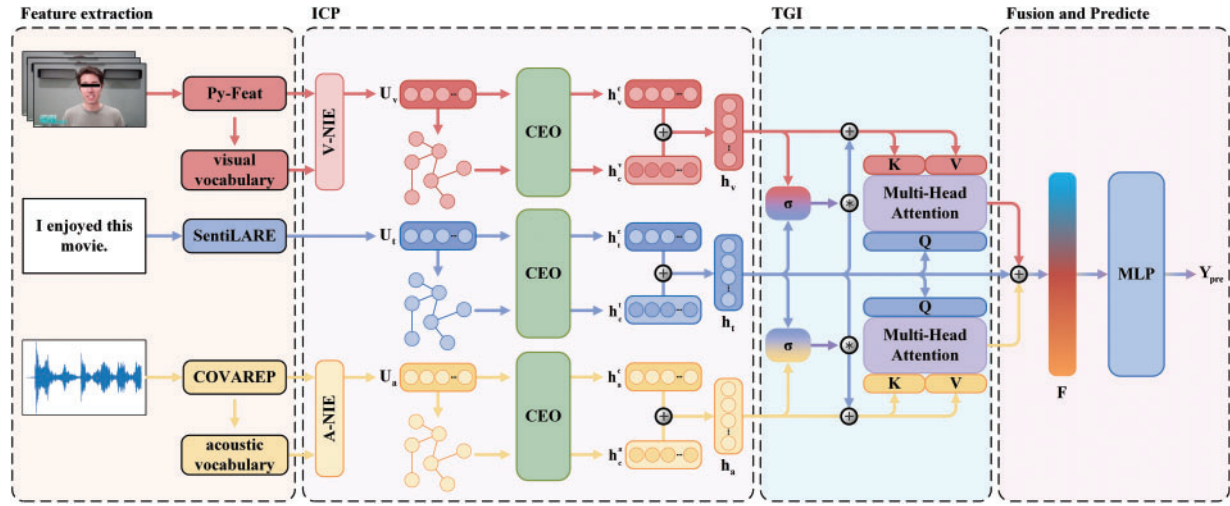 Feature extraction
ICP
TGI
Fusion and Predicte
Py-Feat
visual
vocabulary
V-NIE
U_v
CEO
h_v^c
h_c^v
h_v
I enjoyed this
movie.
SentiLARE
U_t
CEO
h_t^c
h_c^t
h_t
COVAREP
acoustic
vocabulary
A-NIE
U_a
CEO
h_a^c
h_c^a
h_a
σ
σ
K
V
Multi-Head
Attention
Q
Q
Multi-Head
Attention
K
V
F
MLP
Y_pre